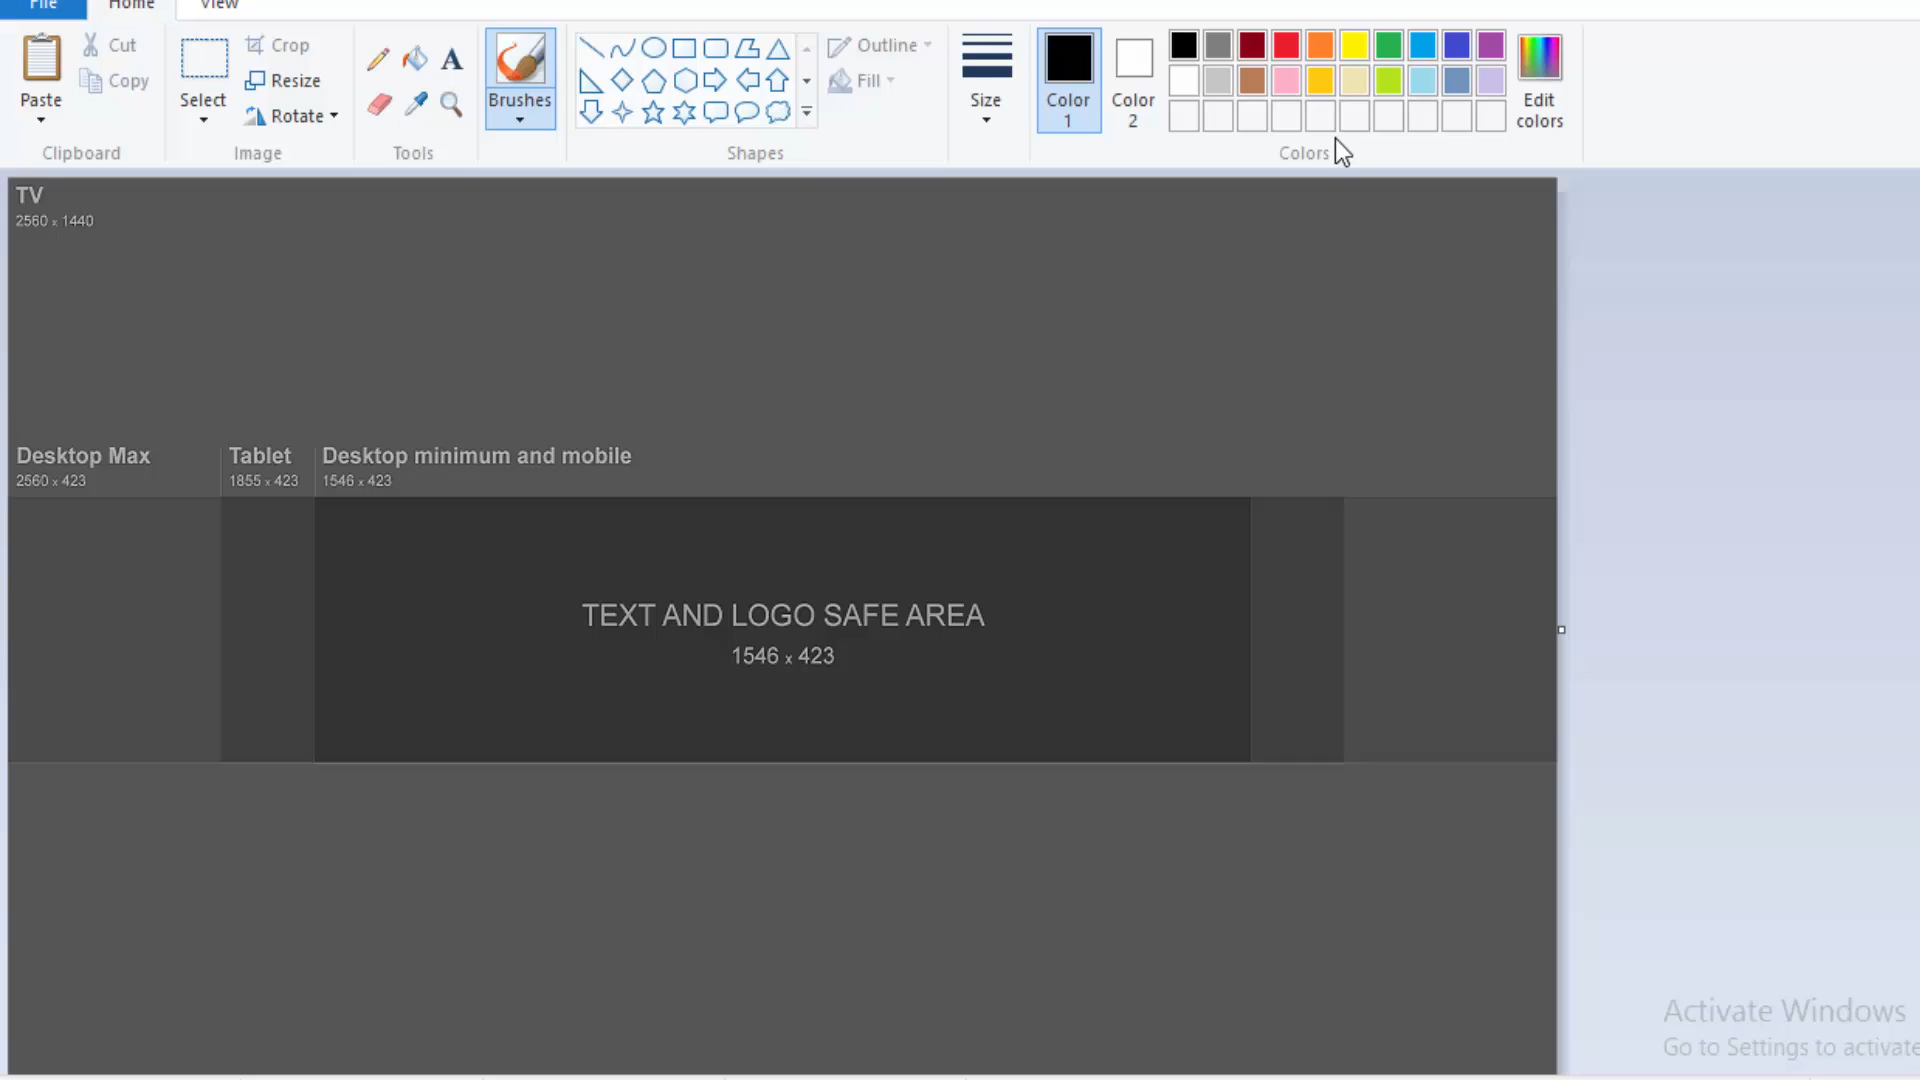 File Home View
Paste
Cut
Copy
Clipboard
Select
Crop
Resize
Rotate
Image
A
Tools
Brushes
Outline
Fill
Shapes
Size
Color
1
Color
2
Edit
colors
Colors
TV
2560 x 1440
Desktop Max
2560 x 423
Tablet
1855 x 423
Desktop minimum and mobile
1546 x 423
TEXT AND LOGO SAFE AREA
1546 x 423
Activate Windows
Go to Settings to activate